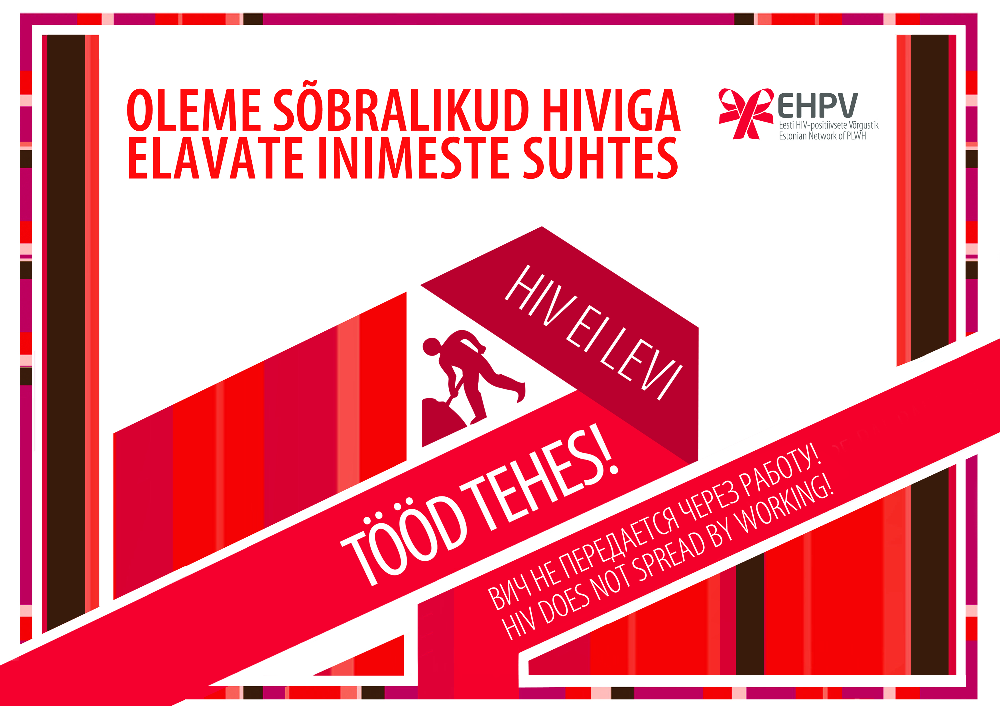 OLEME SÕBRALIKUD HIVIGA
ELAVATE INIMESTE SUHTES
EHPV
Eesti HIV-positiivsete Võrgustik
Estonian Network of PLWH
HIV EI LEVI
TÖÖD TEHES!
ВИЧ НЕ ПЕРЕДАЕТСЯ ЧЕРЕЗ РАБОТУ!
HIV DOES NOT SPREAD BY WORKING!